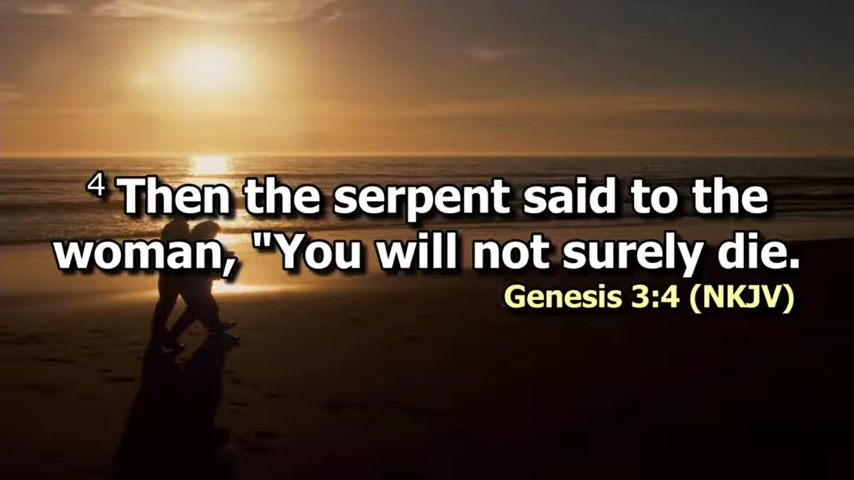 4 Then the serpent said to the
woman, "You will not surely die.
Genesis 3:4 (NKJV)